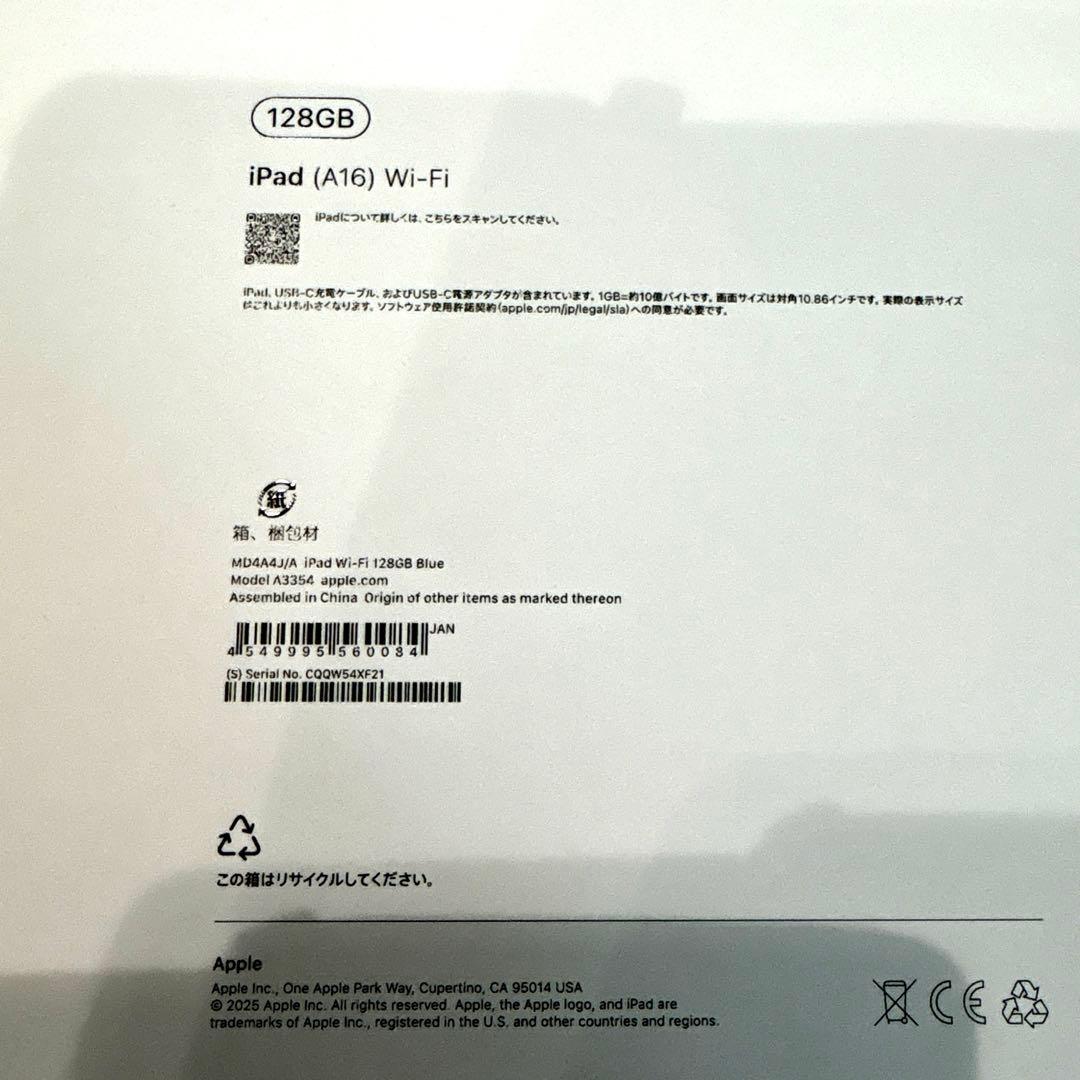 128GB
iPad (A16) Wi-Fi
iPadについて詳しくは、こちらをスキャンしてください。
iPad、USB-C充電ケーブル、およびUSB-C電源アダプタが含まれています。1GB=約10億バイトです。画面サイズは対角10.86インチです。実際の表示サイズ
はこれよりも小さくなります。ソフトウェア使用許諾契約(apple.com/jp/legal/sla)への同意が必要です。
紙
箱、梱包材
MD4A4J/A iPad Wi-Fi 128GB Blue
Model A3354 apple.com
Assembled in China Origin of other items as marked thereon
JAN
4549995560084
(S) Serial No. CQQW54XF21
この箱はリサイクルしてください。
Apple
Apple Inc., One Apple Park Way, Cupertino, CA 95014 USA
© 2025 Apple Inc. All rights reserved. Apple, the Apple logo, and iPad are
trademarks of Apple Inc., registered in the U.S. and other countries and regions.
CE